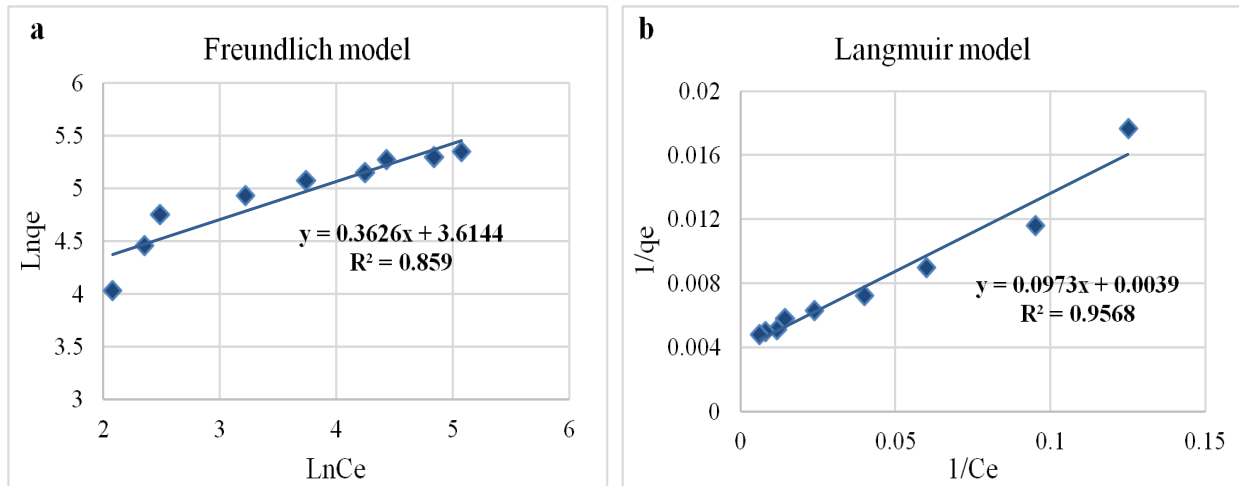 a
Freundlich model
6
5.5
5
4.5
4
3.5
3
2
3
4
5
6
Lnqe
LnCe
y = 0.3626x + 3.6144
R² = 0.859
b
Langmuir model
0.02
0.016
0.012
0.008
0.004
0
0
0.05
0.1
0.15
1/qe
1/Ce
y = 0.0973x + 0.0039
R² = 0.9568